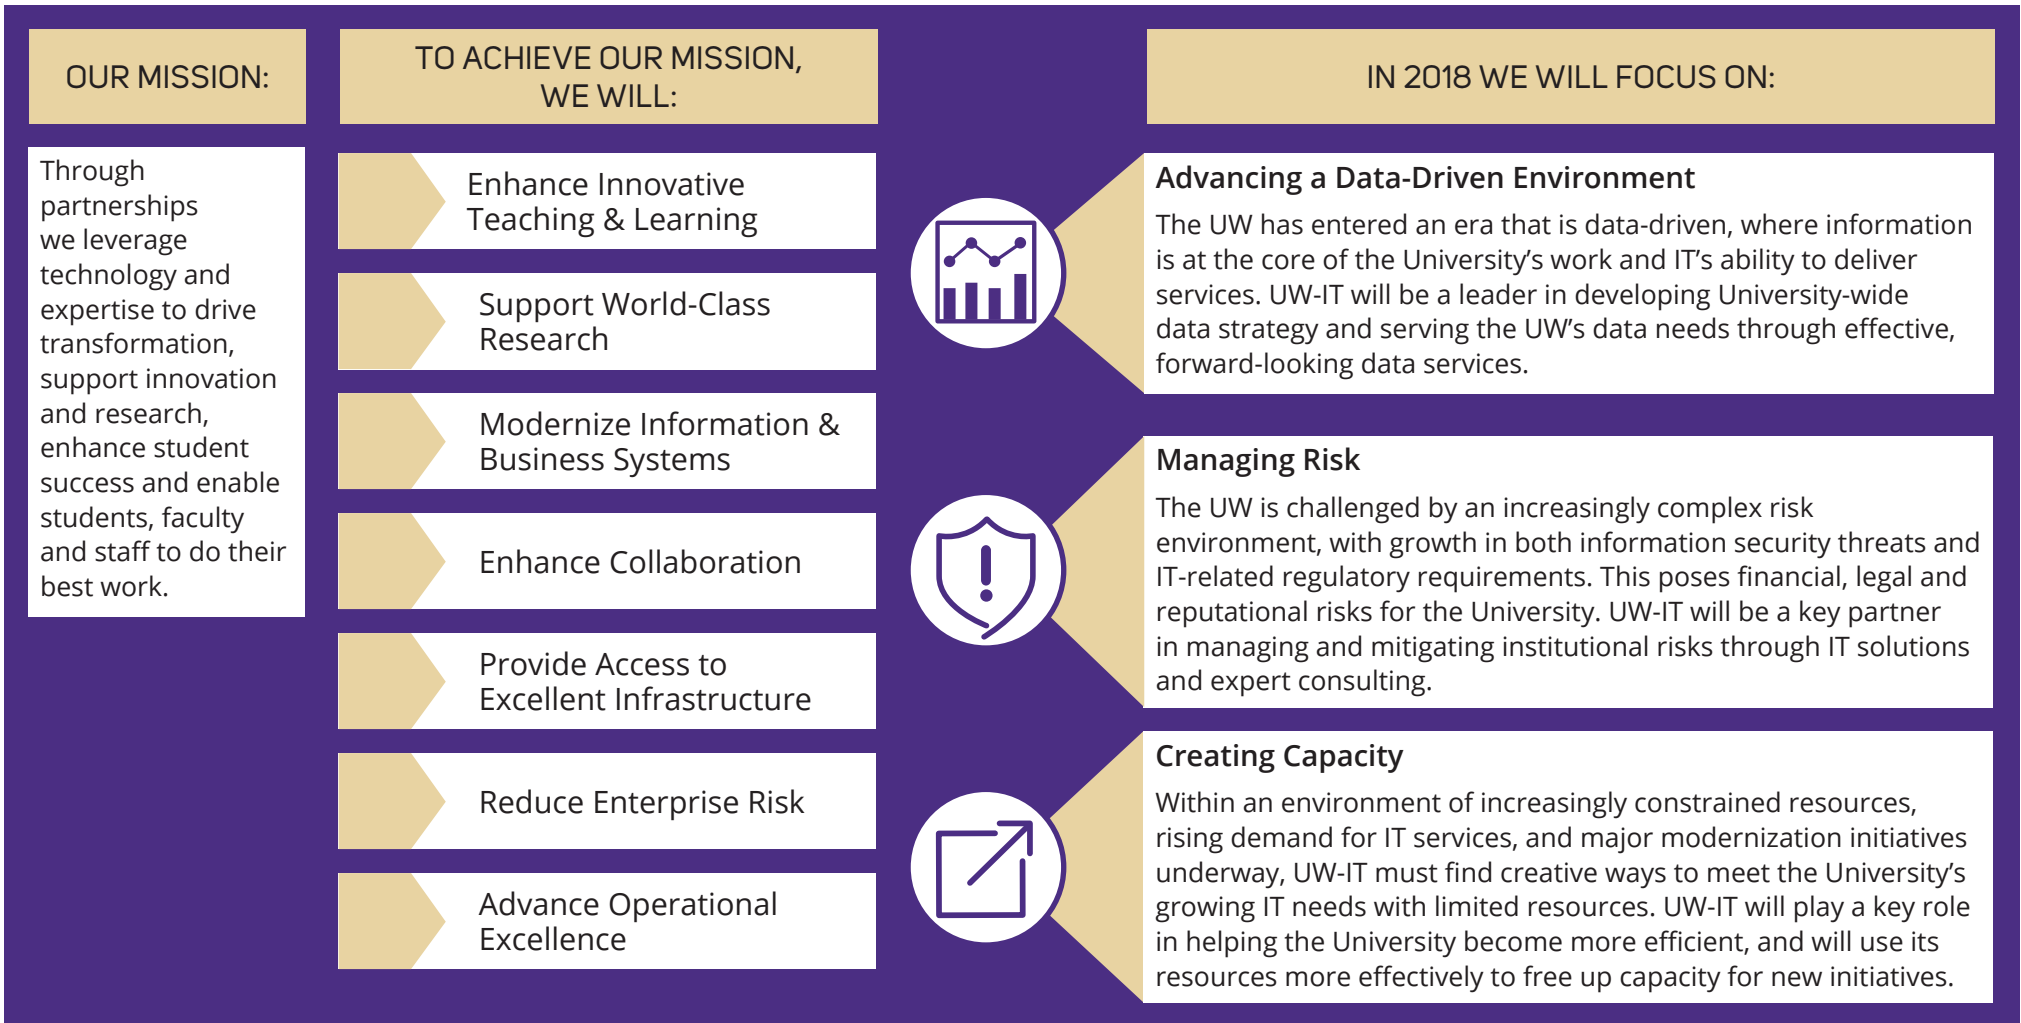 OUR MISSION:
Through
partnerships
we leverage
technology and
expertise to drive
transformation,
support innovation
and research,
enhance student
success and enable
students, faculty
and staff to do their
best work.
TO ACHIEVE OUR MISSION,
WE WILL:
Enhance Innovative
Teaching & Learning
Support World-Class
Research
Modernize Information &
Business Systems
Enhance Collaboration
Provide Access to
Excellent Infrastructure
Reduce Enterprise Risk
Advance Operational
Excellence
IN 2018 WE WILL FOCUS ON:
Advancing a Data-Driven Environment
The UW has entered an era that is data-driven, where information
is at the core of the University’s work and IT’s ability to deliver
services. UW-IT will be a leader in developing University-wide
data strategy and serving the UW’s data needs through effective,
forward-looking data services.
Managing Risk
The UW is challenged by an increasingly complex risk
environment, with growth in both information security threats and
IT-related regulatory requirements. This poses financial, legal and
reputational risks for the University. UW-IT will be a key partner
in managing and mitigating institutional risks through IT solutions
and expert consulting.
Creating Capacity
Within an environment of increasingly constrained resources,
rising demand for IT services, and major modernization initiatives
underway, UW-IT must find creative ways to meet the University’s
growing IT needs with limited resources. UW-IT will play a key role
in helping the University become more efficient, and will use its
resources more effectively to free up capacity for new initiatives.